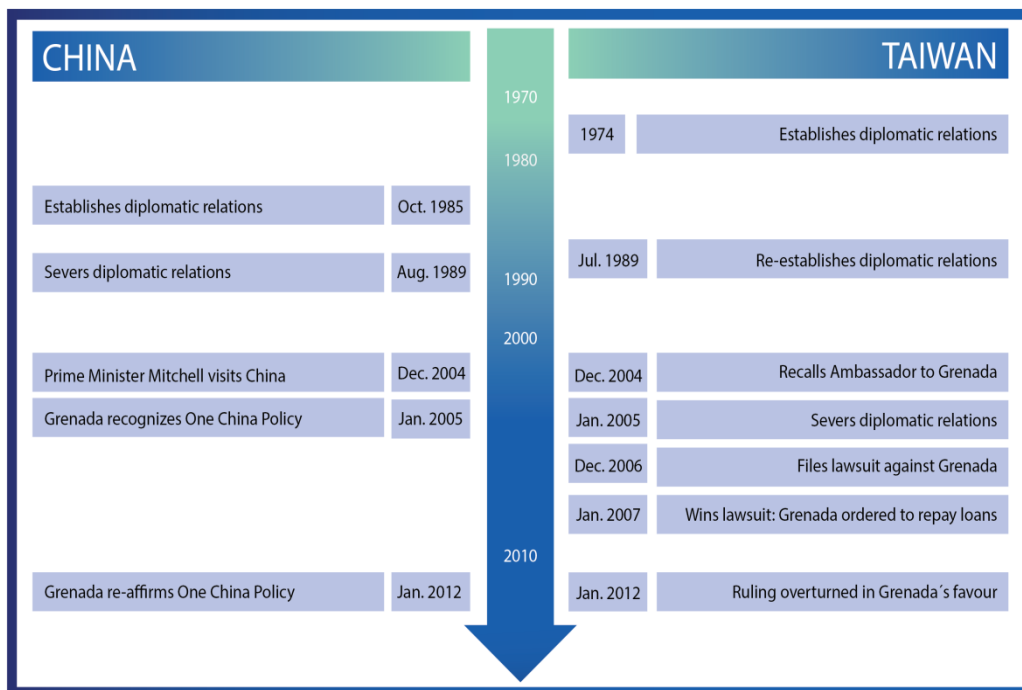 CHINA
TAIWAN
1970
1974
Establishes diplomatic relations
1980
Establishes diplomatic relations
Oct. 1985
Jul. 1989
Re-establishes diplomatic relations
Severs diplomatic relations
Aug. 1989
1990
2000
Prime Minister Mitchell visits China
Dec. 2004
Dec. 2004
Recalls Ambassador to Grenada
Grenada recognizes One China Policy
Jan. 2005
Jan. 2005
Severs diplomatic relations
Dec. 2006
Files lawsuit against Grenada
Jan. 2007
Wins lawsuit: Grenada ordered to repay loans
2010
Grenada re-affirms One China Policy
Jan. 2012
Jan. 2012
Ruling overturned in Grenada´s favour